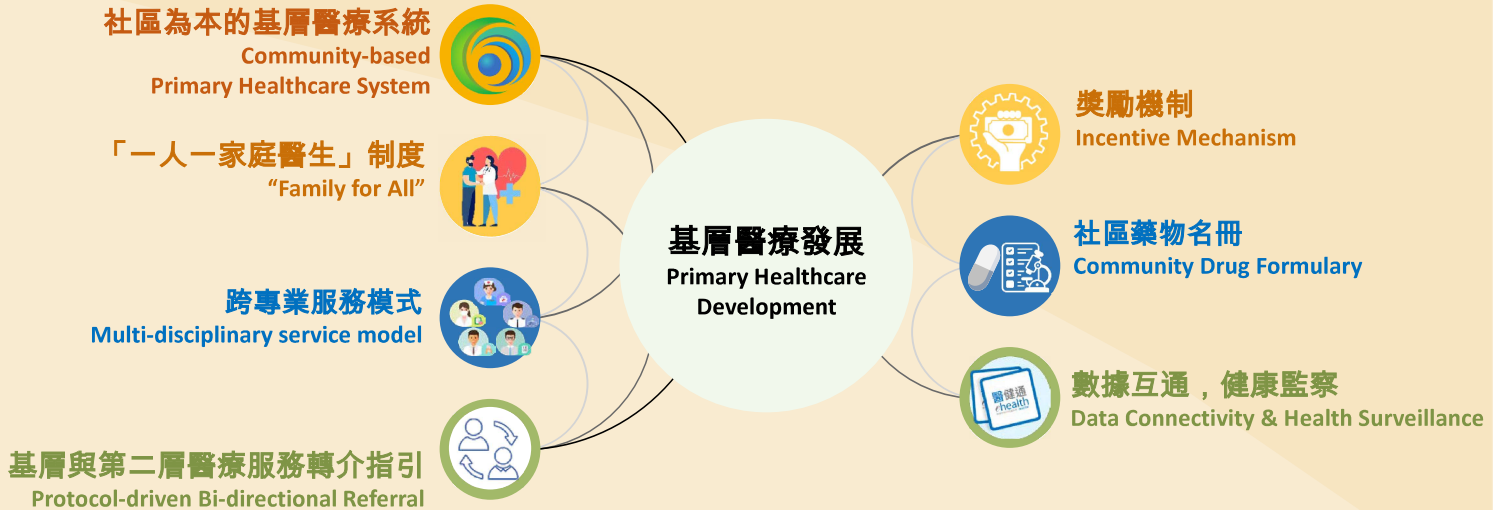 社區為本的基層醫療系統
Community-based
Primary Healthcare System
「一人一家庭醫生」制度
“Family for All”
跨專業服務模式
Multi-disciplinary service model
基層與第二層醫療服務轉介指引
Protocol-driven Bi-directional Referral
基層醫療發展
Primary Healthcare
Development
獎勵機制
Incentive Mechanism
社區藥物名冊
Community Drug Formulary
醫健通
ehealth
數據互通，健康監察
Data Connectivity & Health Surveillance